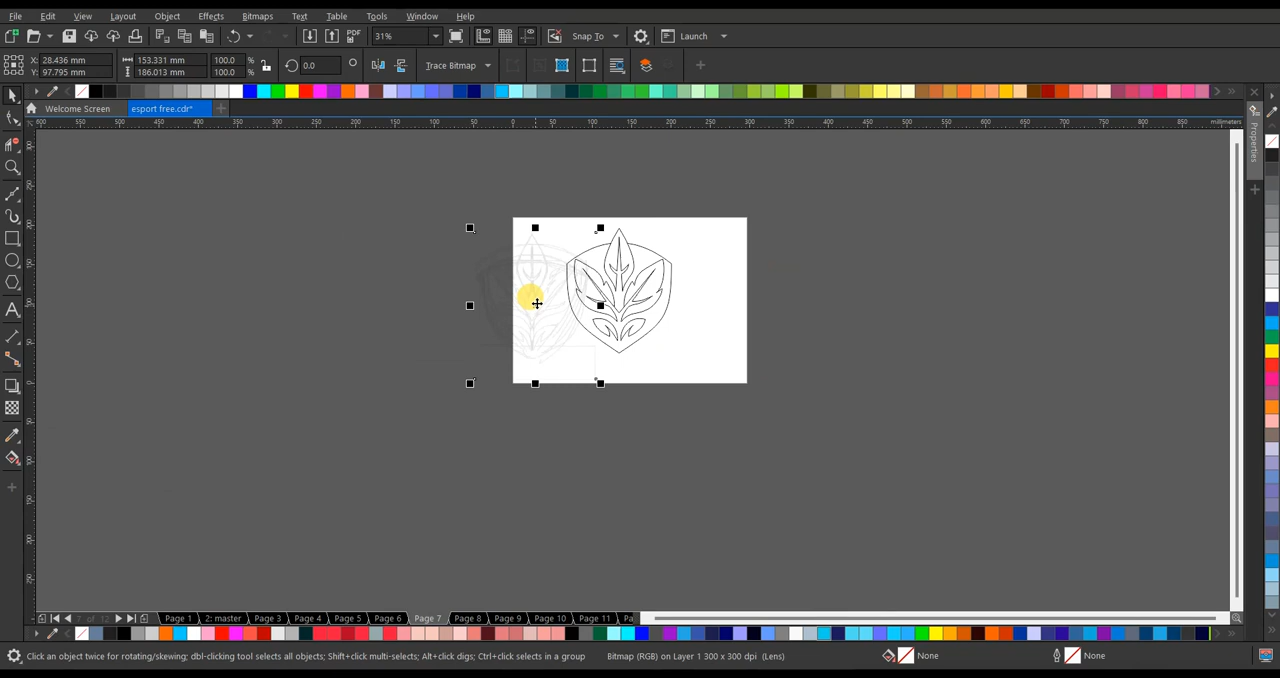 File Edit View Layout Object Effects Bitmaps Text Table Tools Window Help
PDF 31% Snap To Launch
X: 28.436 mm 153.331 mm 100.0 % 0.0 Trace Bitmap
Y: 97.795 mm 186.013 mm 100.0 %
Welcome Screen esport free.cdr*
millimeters
Properties
7 of 12 Page 1 2: master Page 3 Page 4 Page 5 Page 6 Page 7 Page 8 Page 9 Page 10 Page 11 Pa
Click an object twice for rotating/skewing; dbl-clicking tool selects all objects; Shift+click multi-selects; Alt+click digs; Ctrl+click selects in a group Bitmap (RGB) on Layer 1 300 x 300 dpi (Lens) None None